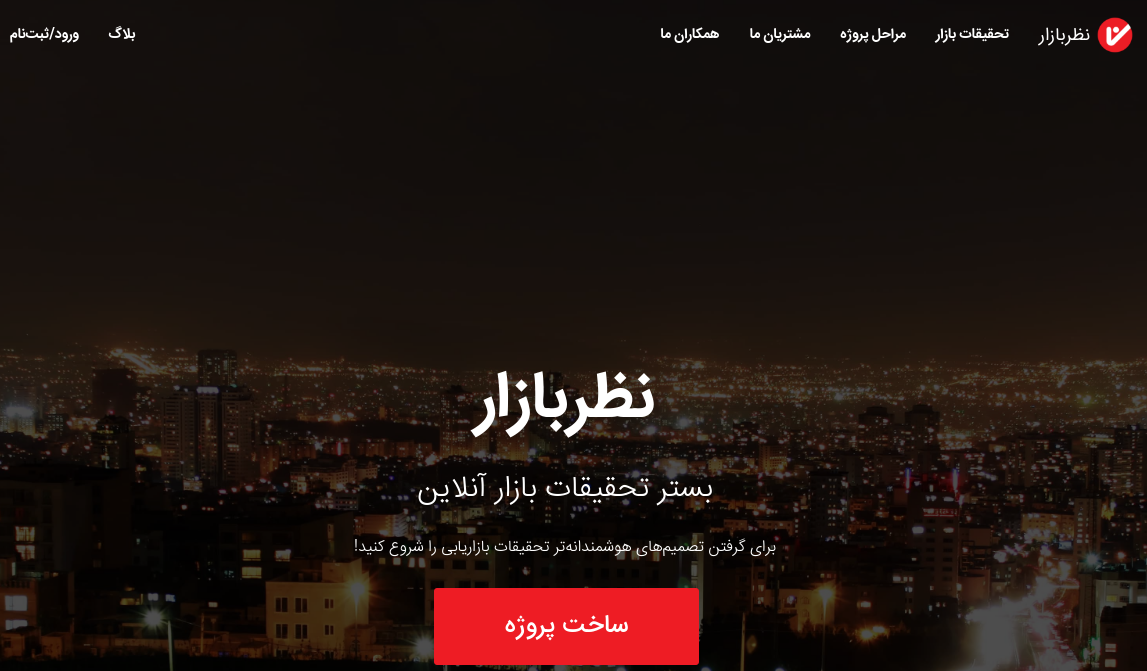 نظربازار تحقیقات بازار مراحل پروژه مشتریان ما همکاران ما بلاگ ورود/ثبت‌نام
نظربازار
بستر تحقیقات بازار آنلاین
برای گرفتن تصمیم‌های هوشمندانه‌تر تحقیقات بازاریابی را شروع کنید!
ساخت پروژه